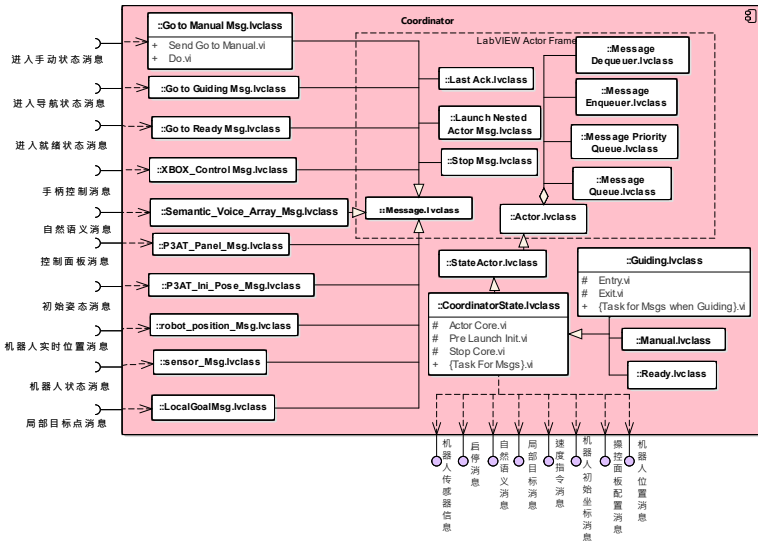 Coordinator
LabVIEW Actor Frame
::Go to Manual Msg.lvclass
+ Send Go to Manual.vi
+ Do.vi
::Go to Guiding Msg.lvclass
::Go to Ready Msg.lvclass
::XBOX_Control Msg.lvclass
::Semantic_Voice_Array_Msg.lvclass
::P3AT_Panel_Msg.lvclass
::P3AT_Ini_Pose_Msg.lvclass
::robot_position_Msg.lvclass
::sensor_Msg.lvclass
::LocalGoalMsg.lvclass
进入手动状态消息
进入导航状态消息
进入就绪状态消息
手柄控制消息
自然语义消息
控制面板消息
初始姿态消息
机器人实时位置消息
机器人状态消息
局部目标点消息
::Last Ack.lvclass
::Launch Nested
Actor Msg.lvclass
::Stop Msg.lvclass
::Message.lvclass
::Message
Dequeuer.lvclass
::Message
Enqueuer.lvclass
::Message Priority
Queue.lvclass
::Message
Queue.lvclass
::Actor.lvclass
::StateActor.lvclass
::CoordinatorState.lvclass
# Actor Core.vi
# Pre Launch Init.vi
# Stop Core.vi
+ {Task For Msgs}.vi
::Guiding.lvclass
# Entry.vi
# Exit.vi
+ {Task for Msgs when Guiding}.vi
::Manual.lvclass
::Ready.lvclass
机器人传感器信息
启停消息
自然语义消息
局部目标消息
速度指令消息
机器人初始坐标消息
操控面板配置消息
机器人位置消息